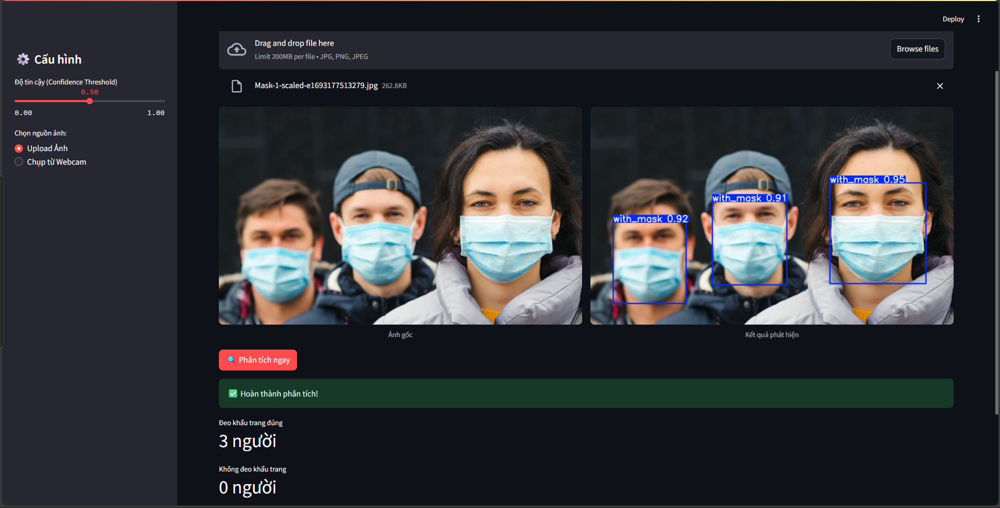 Deploy
Cấu hình
Độ tin cậy (Confidence Threshold)
0.50
0.00 1.00
Chọn nguồn ảnh:
Upload Ảnh
Chụp từ Webcam
Drag and drop file here
Limit 200MB per file • JPG, PNG, JPEG
Browse files
Mask-1-scaled-e1693177513279.jpg 262.8KB
with_mask 0.92
with_mask 0.91
with_mask 0.95
Ảnh gốc
Kết quả phát hiện
Phân tích ngay
Hoàn thành phân tích!
Đeo khẩu trang đúng
3 người
Không đeo khẩu trang
0 người